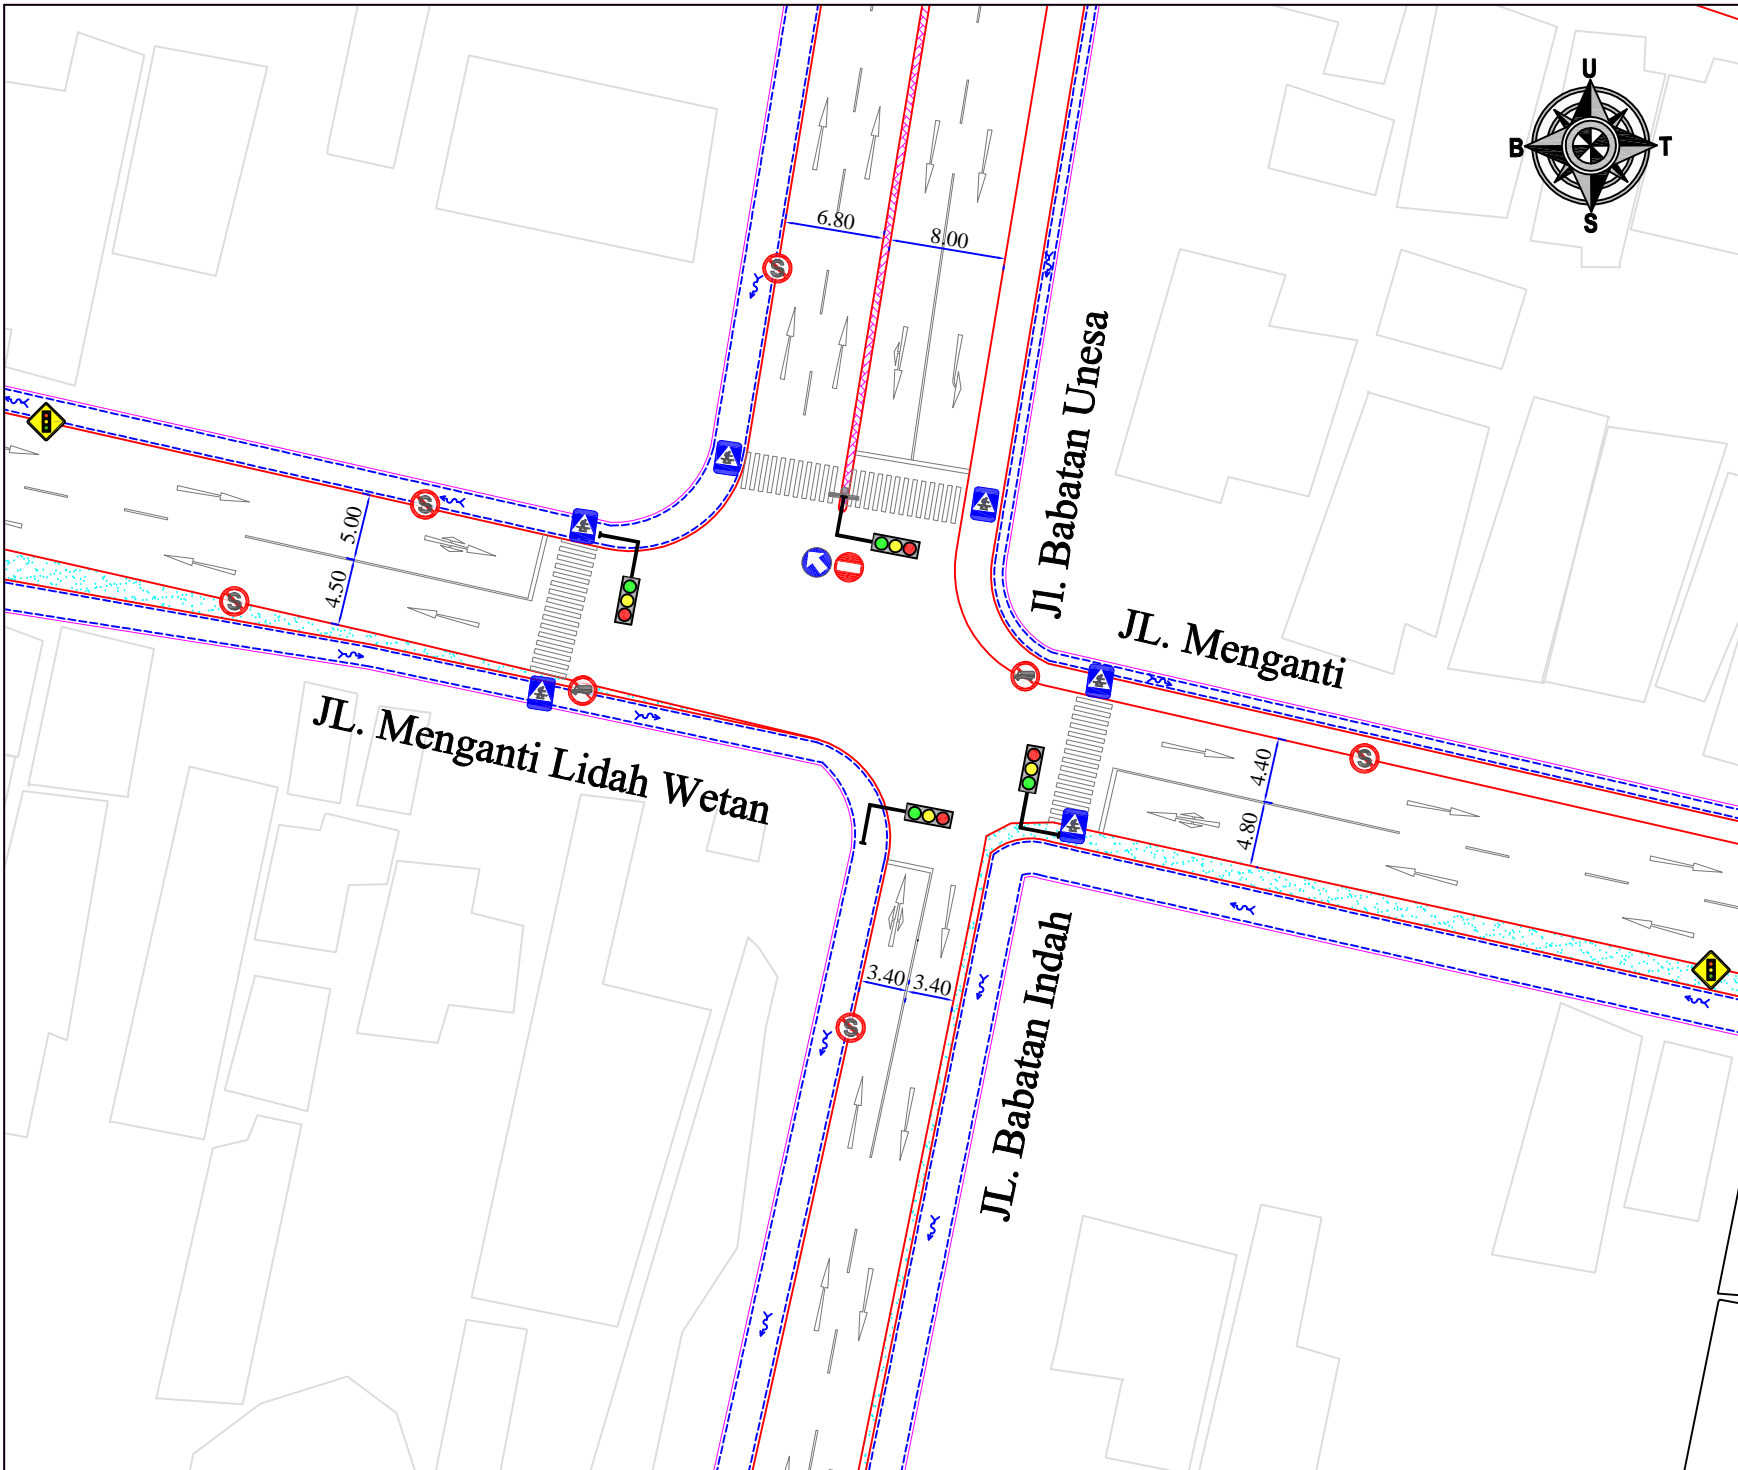 U
B
T
S
6.80
8.00
S
Jl. Babatan Unesa
S
5.00
4.50
S
JL. Menganti
JL. Menganti Lidah Wetan
4.40
S
4.80
JL. Babatan Indah
3.40
3.40
S